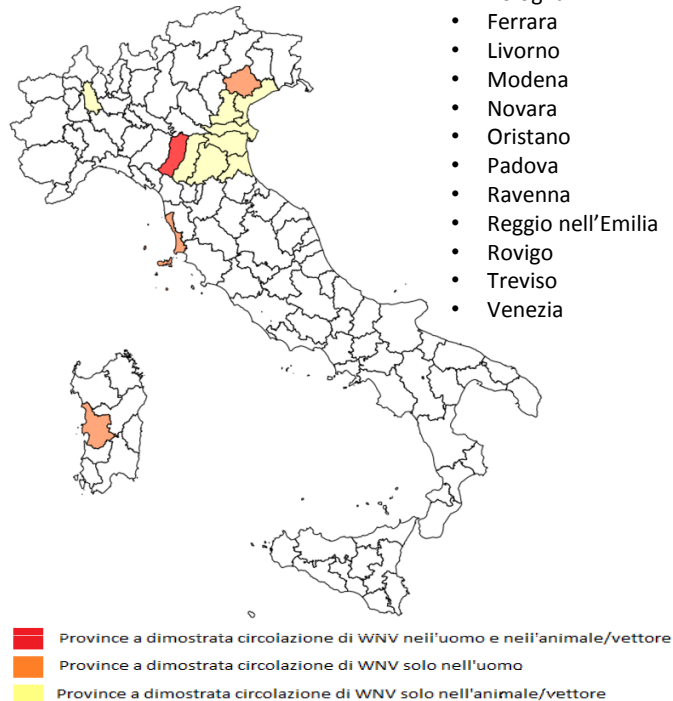 • Ferrara
• Livorno
• Modena
• Novara
• Oristano
• Padova
• Ravenna
• Reggio nell’Emilia
• Rovigo
• Treviso
• Venezia
Province a dimostrata circolazione di WNV nell'uomo e nell'animale/vettore
Province a dimostrata circolazione di WNV solo nell'uomo
Province a dimostrata circolazione di WNV solo nell'animale/vettore